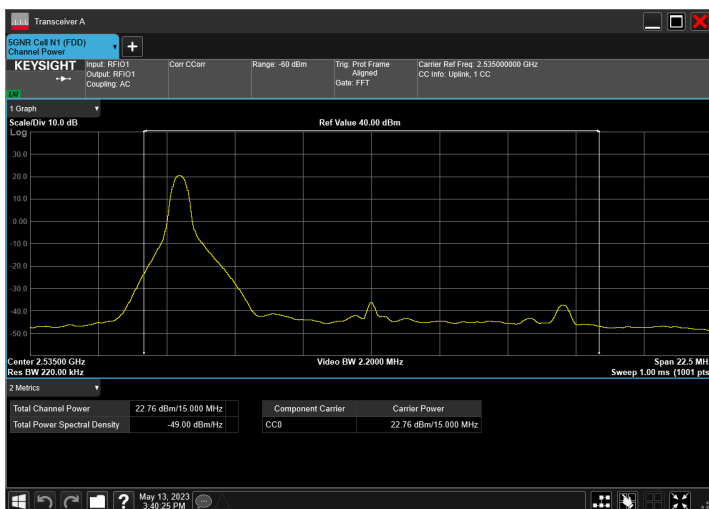 Transceiver A
5GNR Cell N1 (FDD)
Channel Power
KEYSIGHT
Input: RFIO1
Output: RFIO1
Coupling: AC
Corr CCorr
Range: -60 dBm
Trig: Prot Frame
Aligned
Gate: FFT
Carrier Ref Freq: 2.535000000 GHz
CC Info: Uplink, 1 CC
LXI
1 Graph
Scale/Div 10.0 dB
Ref Value 40.00 dBm
Log
30.0
20.0
10.0
0.00
-10.0
-20.0
-30.0
-40.0
-50.0
Center 2.53500 GHz
Video BW 2.2000 MHz
Span 22.5 MHz
Res BW 220.00 kHz
Sweep 1.00 ms (1001 pts)
2 Metrics
Total Channel Power 22.76 dBm/15.000 MHz
Total Power Spectral Density -49.00 dBm/Hz
Component Carrier Carrier Power
CC0 22.76 dBm/15.000 MHz
May 13, 2023
3:40:25 PM